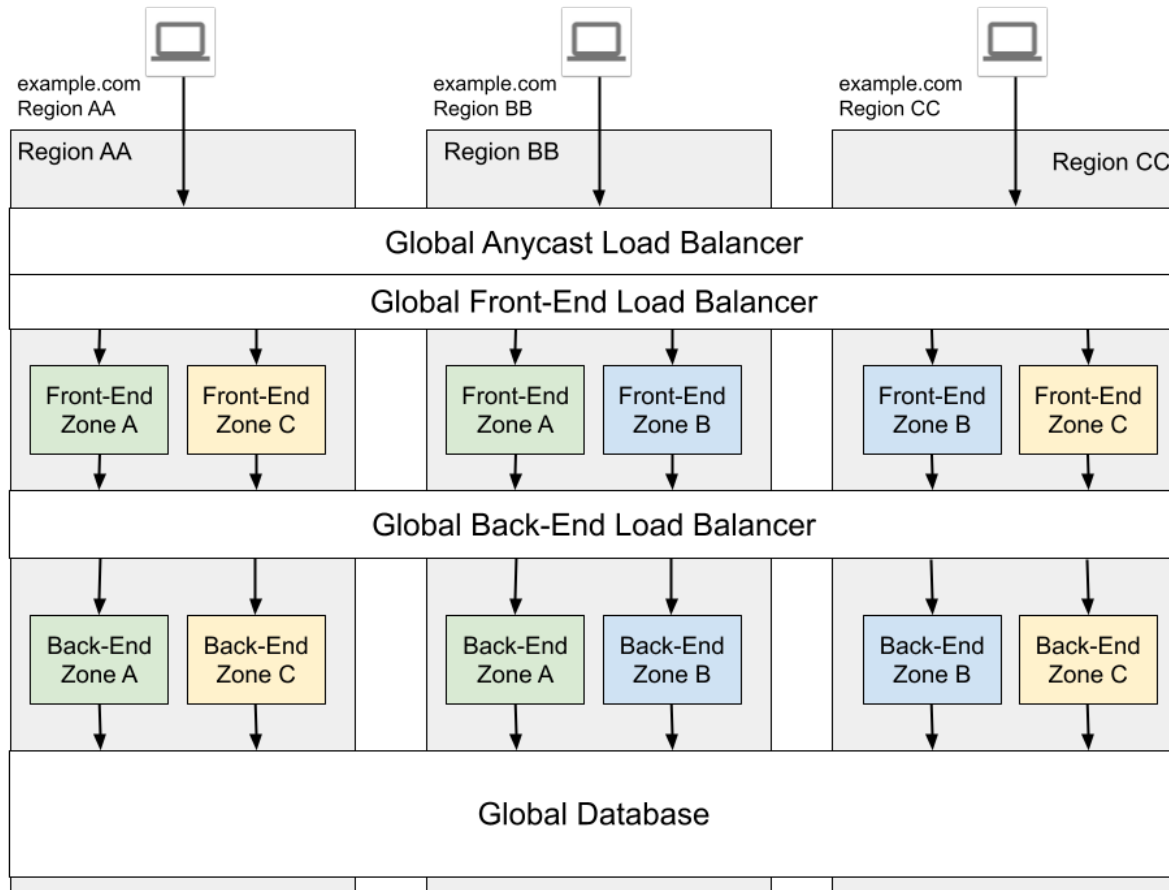 example.com
Region AA
example.com
Region BB
example.com
Region CC
Region AA
Region BB
Region CC
Global Anycast Load Balancer
Global Front-End Load Balancer
Front-End
Zone A
Front-End
Zone C
Front-End
Zone A
Front-End
Zone B
Front-End
Zone B
Front-End
Zone C
Global Back-End Load Balancer
Back-End
Zone A
Back-End
Zone C
Back-End
Zone A
Back-End
Zone B
Back-End
Zone B
Back-End
Zone C
Global Database